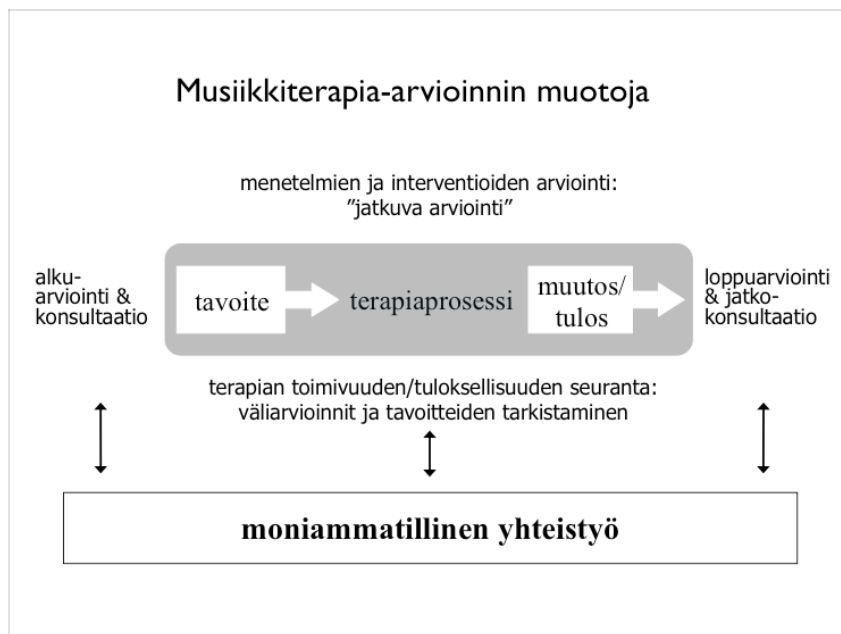 Musiikkiterapia-arvioinnin muotoja
menetelmien ja interventioiden arviointi:
”jatkuva arviointi”
alku-
arviointi &
konsultaatio
tavoite
terapiaprosessi
muutos/
tulos
loppuarviointi
& jatko-
konsultaatio
terapian toimivuuden/tuloksellisuuden seuranta:
väliarvioinnit ja tavoitteiden tarkistaminen
moniammatillinen yhteistyö